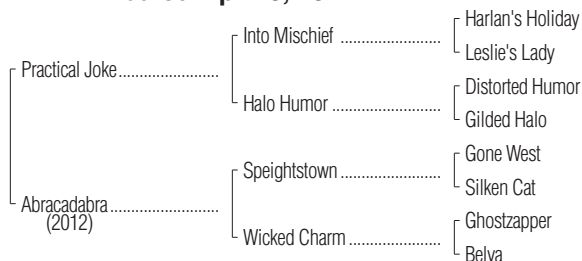 Harlan's Holiday
Into Mischief
Leslie's Lady
Practical Joke
Distorted Humor
Halo Humor
Gilded Halo
Gone West
Speightstown
Silken Cat
Abracadabra
(2012)
Ghostzapper
Wicked Charm
Belva